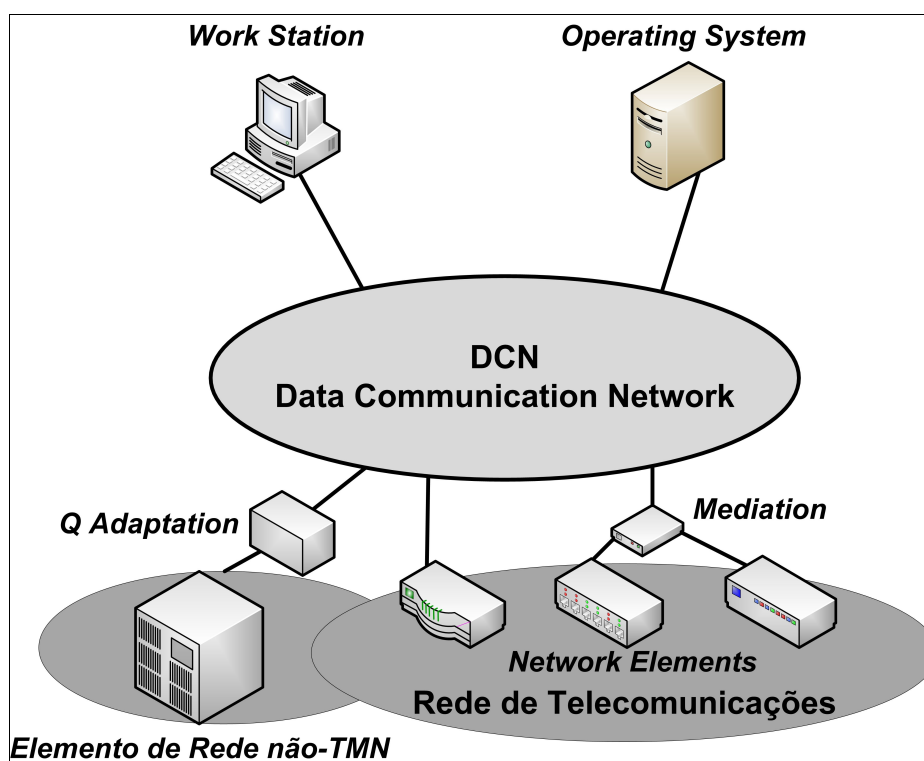 Work Station
Operating System
DCN
Data Communication Network
Q Adaptation
Mediation
Network Elements
Rede de Telecomunicações
Elemento de Rede não-TMN